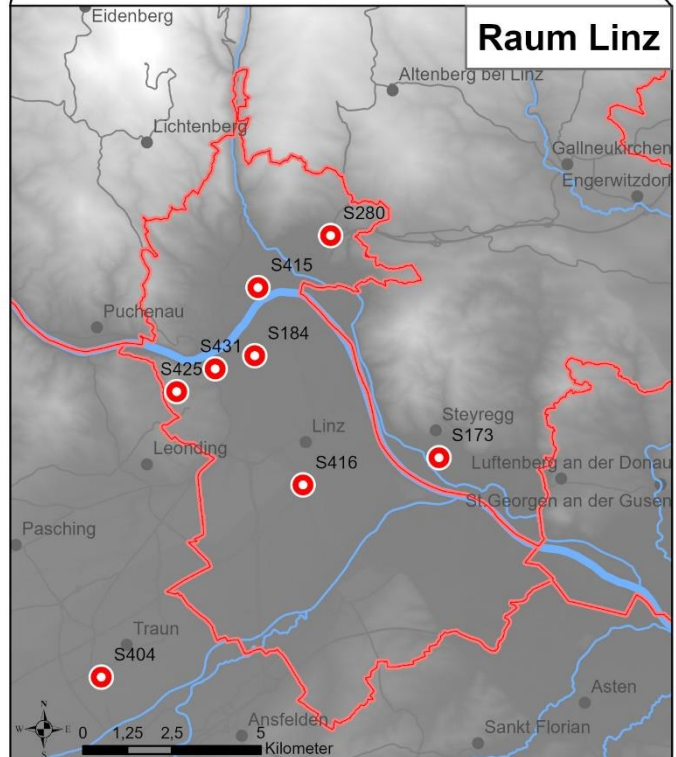 Eidenberg
Raum Linz
Altenberg bei Linz
Lichtenberg
Gallneukirchen
Engerwitzdorf
S280
S415
Puchenau
S184
S431
S425
Steyregg
Linz
S173
Leonding
Luftenberg an der Donau
S416
St.Georgen an der Gusen
Pasching
Traun
S404
Asten
N
W E
S
0 1,25 2,5 5
Kilometer
Ansfelden
Sankt Florian